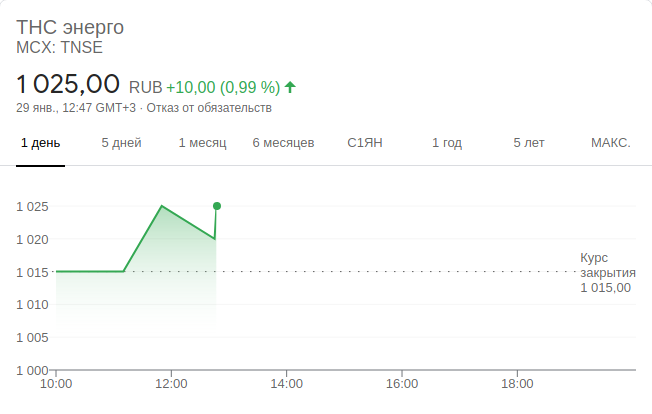 ТНС энерго
MCX: TNSE
1 025,00 RUB +10,00 (0,99 %)
29 янв., 12:47 GMT+3 · Отказ от обязательств
1 день 5 дней 1 месяц 6 месяцев С1ЯН 1 год 5 лет МАКС.
1 025
1 020
1 015
1 010
1 005
1 000
Курс
закрытия
1 015,00
10:00 12:00 14:00 16:00 18:00